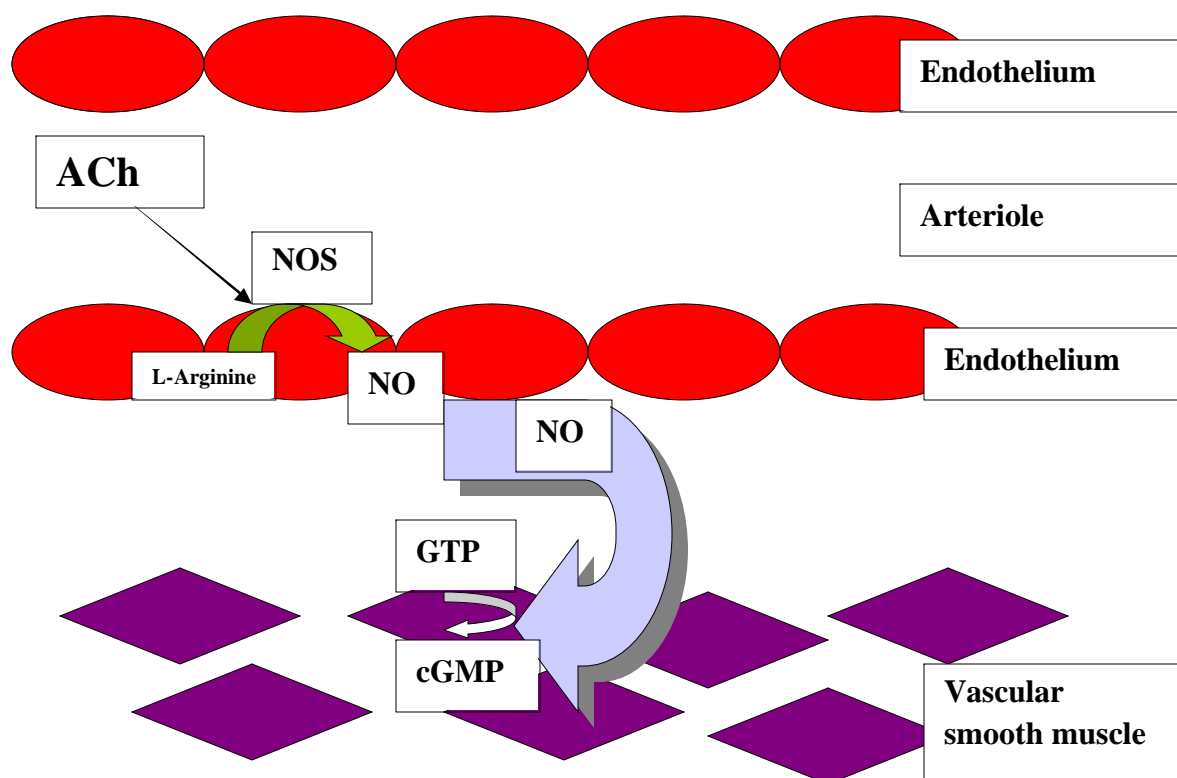 Endothelium
ACh
Arteriole
NOS
Endothelium
L-Arginine
NO
NO
GTP
cGMP
Vascular
smooth muscle